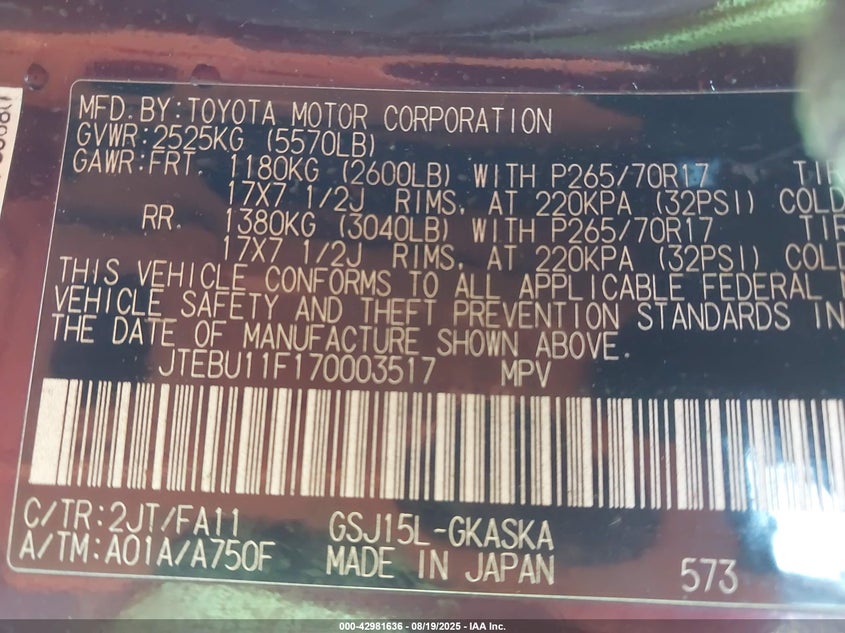 MFD. BY: TOYOTA MOTOR CORPORATION
GVWR: 2525KG (5570LB)
GAWR: FRT. 1180KG (2600LB) WITH P265/70R17 TIR
17X7 1/2J RIMS, AT 220KPA (32PSI) COLD
RR. 1380KG (3040LB) WITH P265/70R17 TIR
17X7 1/2J RIMS, AT 220KPA (32PSI) COLD
THIS VEHICLE CONFORMS TO ALL APPLICABLE FEDERAL
VEHICLE SAFETY AND THEFT PREVENTION STANDARDS IN
THE DATE OF MANUFACTURE SHOWN ABOVE.
JTEBU11F170003517 MPV
C/TR: 2JT/FA11 GSJ15L-GKASKA
A/TM: A01A/A750F MADE IN JAPAN 573
000-42981636 - 08/19/2025 - IAA Inc.